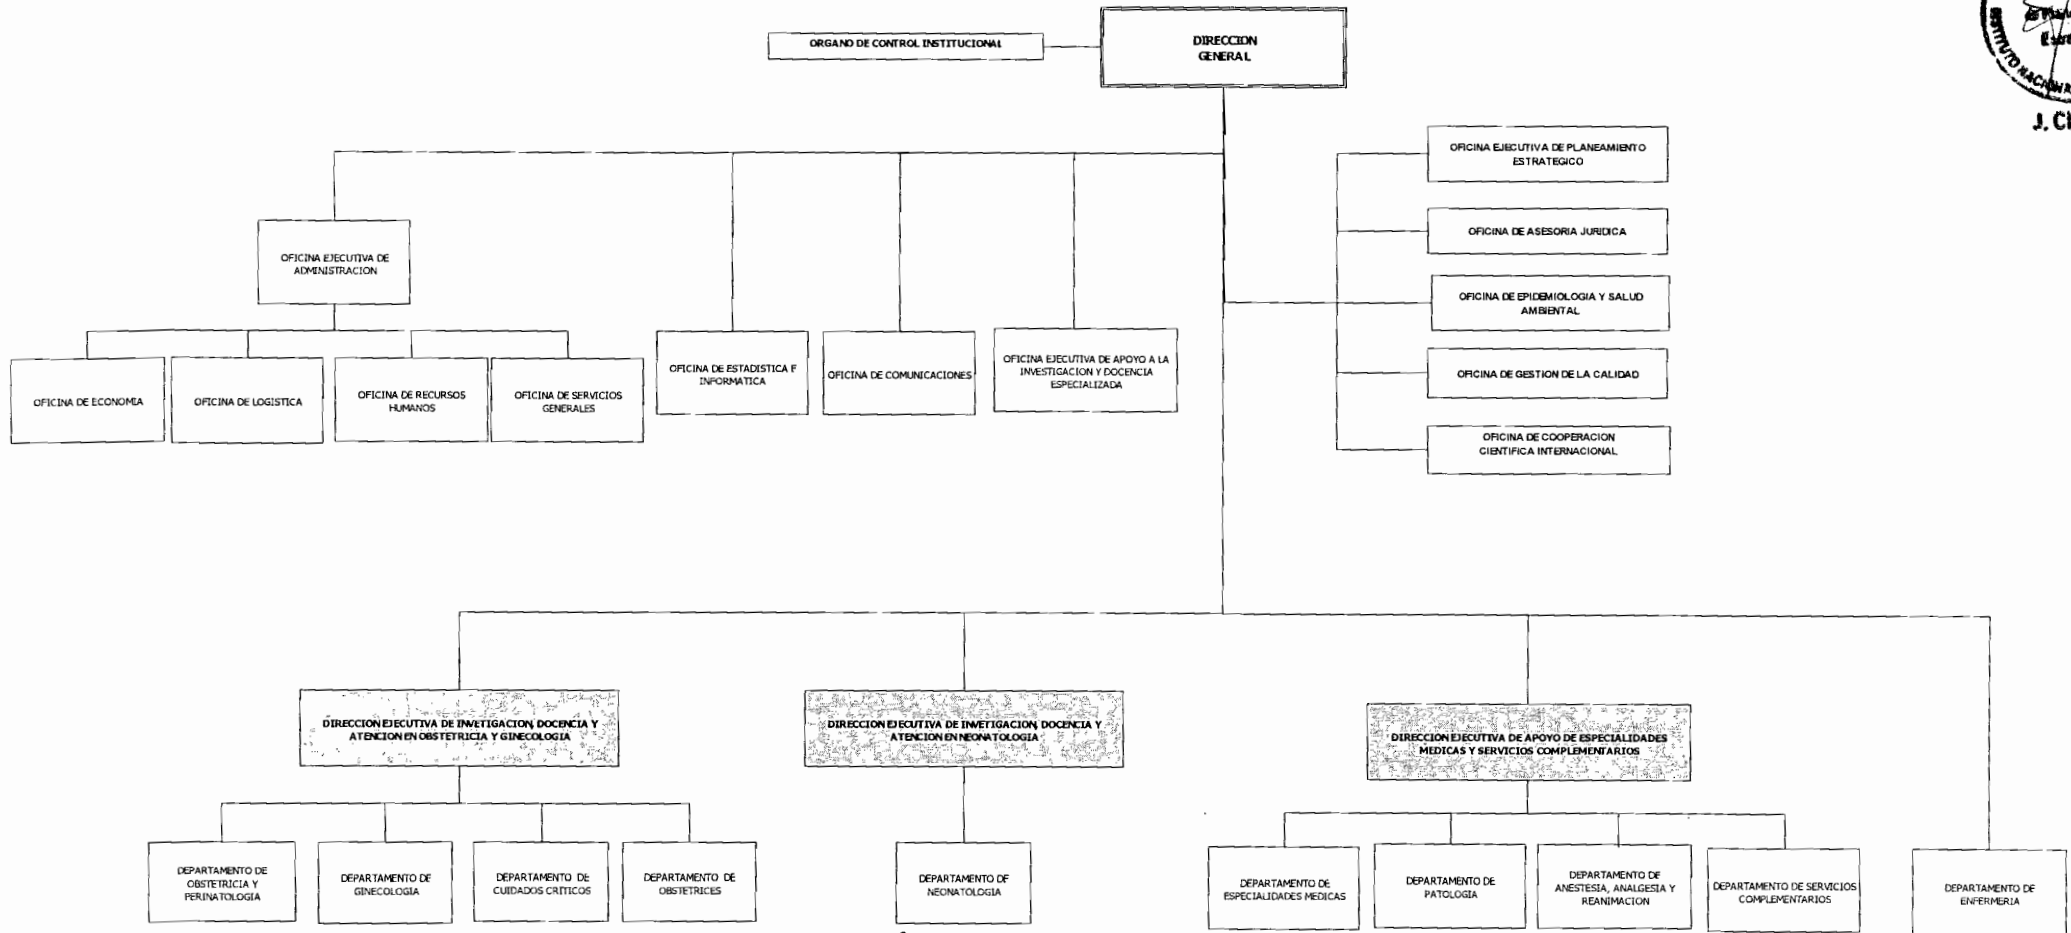 ORGANO DE CONTROL INSTITUCIONAL
DIRECCION
GENERAL
INSTITUTO NACION
J. C
OFICINA EJECUTIVA DE PLANEAMIENTO
ESTRATEGICO
OFICINA DE ASESORIA JURIDICA
OFICINA DE EPIDEMIOLOGIA Y SALUD
AMBIENTAL
OFICINA DE GESTION DE LA CALIDAD
OFICINA DE COOPERACION
CIENTIFICA INTERNACIONAL
OFICINA EJECUTIVA DE
ADMINISTRACION
OFICINA DE ECONOMIA
OFICINA DE LOGISTICA
OFICINA DE RECURSOS
HUMANOS
OFICINA DE SERVICIOS
GENERALES
OFICINA DE ESTADISTICA E
INFORMATICA
OFICINA DE COMUNICACIONES
OFICINA EJECUTIVA DE APOYO A LA
INVESTIGACION Y DOCENCIA
ESPECIALIZADA
DIRECCION EJECUTIVA DE INVETIGACION, DOCENCIA Y
ATENCION EN OBSTETRICIA Y GINECOLOGIA
DIRECCION EJECUTIVA DE INVETIGACION, DOCENCIA Y
ATENCION EN NEONATOLOGIA
DIRECCION EJECUTIVA DE APOYO DE ESPECIALIDADES
MEDICAS Y SERVICIOS COMPLEMENTARIOS
DEPARTAMENTO DE
OBSTETRICIA Y
PERINATOLOGIA
DEPARTAMENTO DE
GINECOLOGIA
DEPARTAMENTO DE
CUIDADOS CRITICOS
DEPARTAMENTO DE
OBSTETRICES
DEPARTAMENTO DE
NEONATOLOGIA
DEPARTAMENTO DE
ESPECIALIDADES MEDICAS
DEPARTAMENTO DE
PATOLOGIA
DEPARTAMENTO DE
ANESTESIA, ANALGESIA Y
REANIMACION
DEPARTAMENTO DE SERVICIOS
COMPLEMENTARIOS
DEPARTAMENTO DE
ENFERMERIA